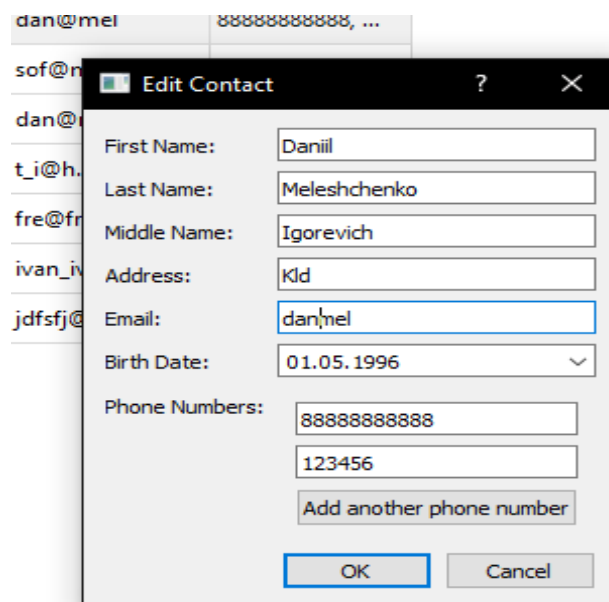 dan@mel 88888888888, ...
sof@n
Edit Contact ? ×
dan@
First Name: Daniil
t_i@h.
Last Name: Meleshchenko
fre@fr
Middle Name: Igorevich
ivan_iv
Address: Kld
jdfsfj@
Email: danmel
Birth Date: 01.05.1996
Phone Numbers: 88888888888
123456
Add another phone number
OK Cancel